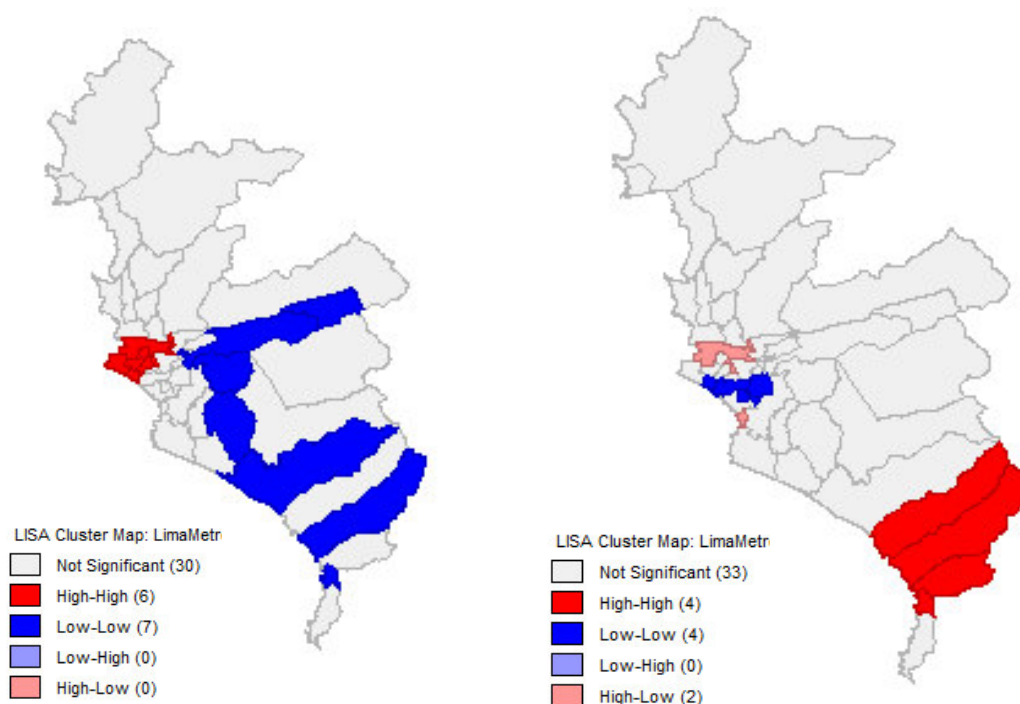 LISA Cluster Map: LimaMetr
Not Significant (30)
High-High (6)
Low-Low (7)
Low-High (0)
High-Low (0)
LISA Cluster Map: LimaMetr
Not Significant (33)
High-High (4)
Low-Low (4)
Low-High (0)
High-Low (2)